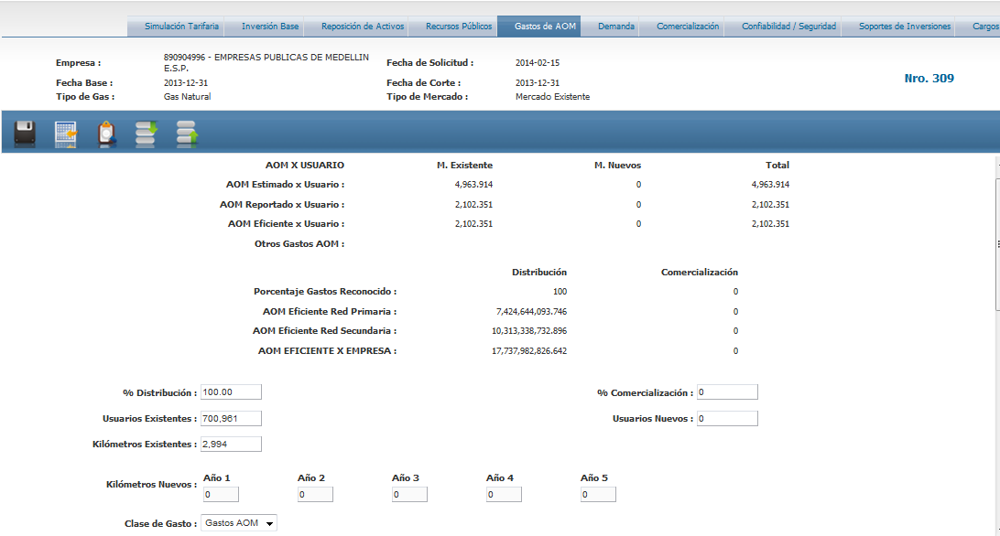 Simulación Tarifaria Inversión Base Reposición de Activos Recursos Públicos Gastos de AOM Demanda Comercialización Confiabilidad / Seguridad Soportes de Inversiones Cargos
Empresa : 890904996 - EMPRESAS PUBLICAS DE MEDELLIN E.S.P. Fecha de Solicitud : 2014-02-15
Fecha Base : 2013-12-31 Fecha de Corte : 2013-12-31
Tipo de Gas : Gas Natural Tipo de Mercado : Mercado Existente
Nro. 309
AOM X USUARIO M. Existente M. Nuevos Total
AOM Estimado x Usuario : 4,963.914 0 4,963.914
AOM Reportado x Usuario : 2,102.351 0 2,102.351
AOM Eficiente x Usuario : 2,102.351 0 2,102.351
Otros Gastos AOM :
Distribución Comercialización
Porcentaje Gastos Reconocido : 100 0
AOM Eficiente Red Primaria : 7,424,644,093.746 0
AOM Eficiente Red Secundaria : 10,313,338,732.896 0
AOM EFICIENTE X EMPRESA : 17,737,982,826.642 0
% Distribución : 100.00 % Comercialización : 0
Usuarios Existentes : 700,961 Usuarios Nuevos : 0
Kilómetros Existentes : 2,994
Año 1 Año 2 Año 3 Año 4 Año 5
Kilómetros Nuevos : 0 0 0 0 0
Clase de Gasto : Gastos AOM